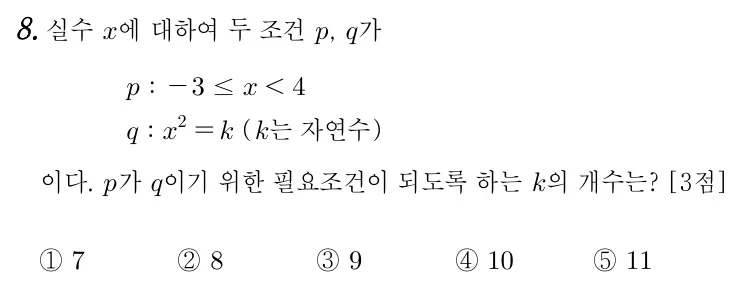 8. 실수 x에 대하여 두 조건 p, q가
p : −3 ≤ x < 4
q : x² = k (k는 자연수)
이다. p가 q이기 위한 필요조건이 되도록 하는 k의 개수는? [3점]
① 7 ② 8 ③ 9 ④ 10 ⑤ 11